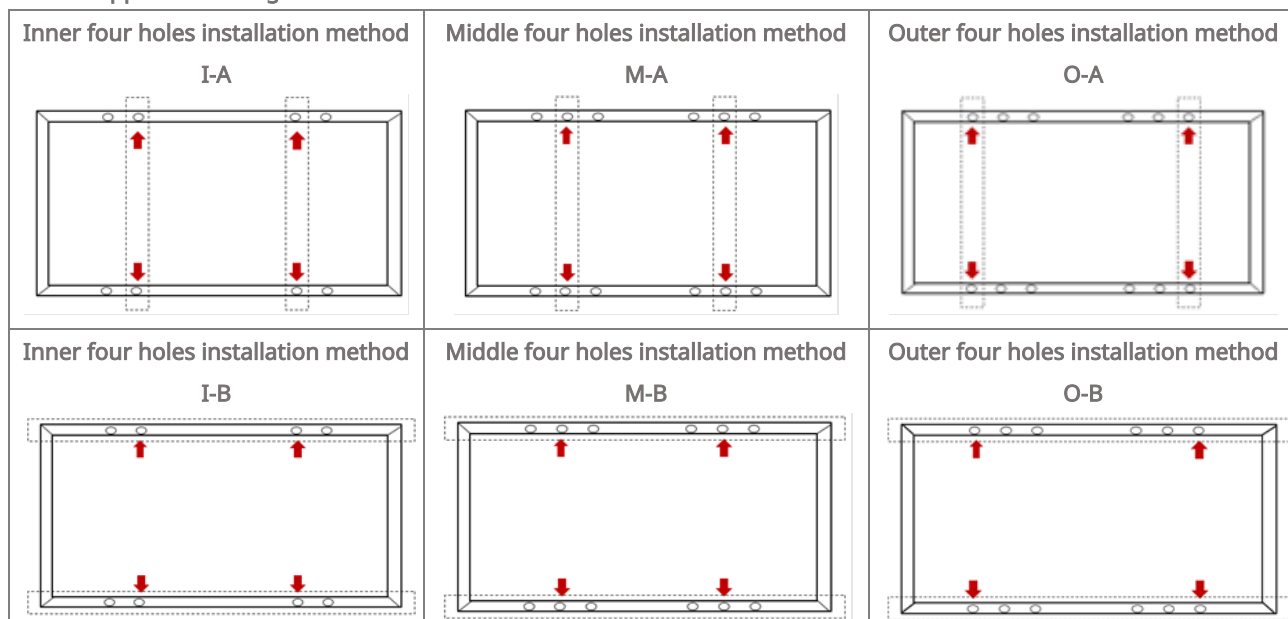 Inner four holes installation method
I-A
Middle four holes installation method
M-A
Outer four holes installation method
O-A
Inner four holes installation method
I-B
Middle four holes installation method
M-B
Outer four holes installation method
O-B